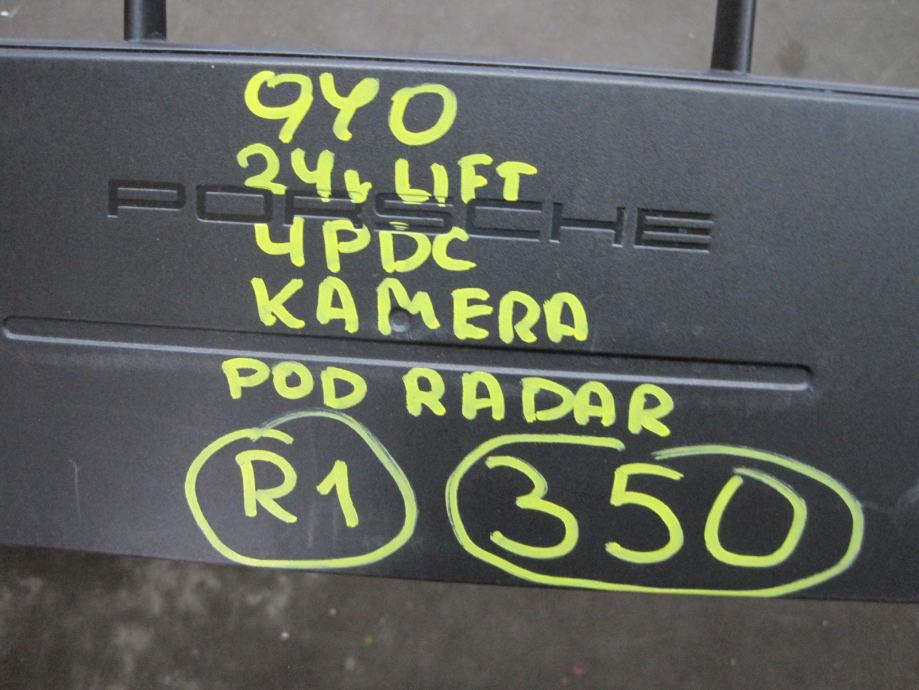 9Y0
24r LIFT
PORSCHE
4PDC
KAMERA
POD RADAR
R1 350